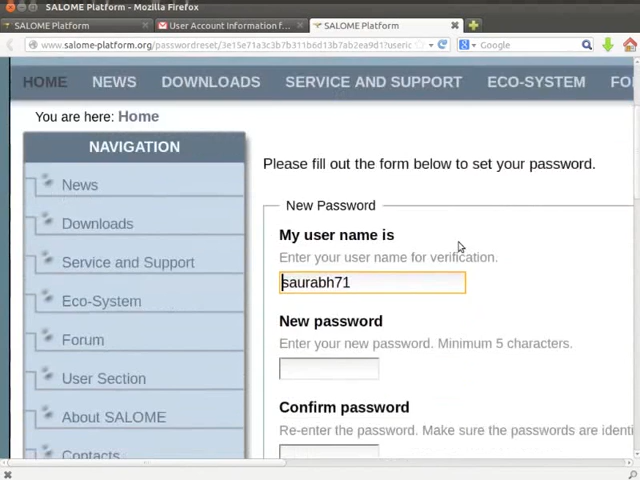 SALOME Platform - Mozilla Firefox
SALOME Platform
User Account Information f...
SALOME Platform
www.salome-platform.org/passwordreset/3e15e71a3c3b7b311b6d13b7ab2ea9d1?useric
Google
HOME NEWS DOWNLOADS SERVICE AND SUPPORT ECO-SYSTEM FO
You are here: Home
NAVIGATION
News
Downloads
Service and Support
Eco-System
Forum
User Section
About SALOME
Contacts
Please fill out the form below to set your password.
New Password
My user name is
Enter your user name for verification.
saurabh71
New password
Enter your new password. Minimum 5 characters.
Confirm password
Re-enter the password. Make sure the passwords are identi